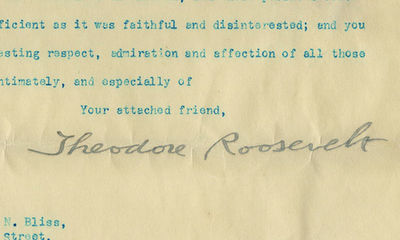 ficient as it was faithful and disinterested; and you
esting respect, admiration and affection of all those
ntimately, and especially of
Your attached friend,
Theodore Roosevelt
N. Bliss,
Street.